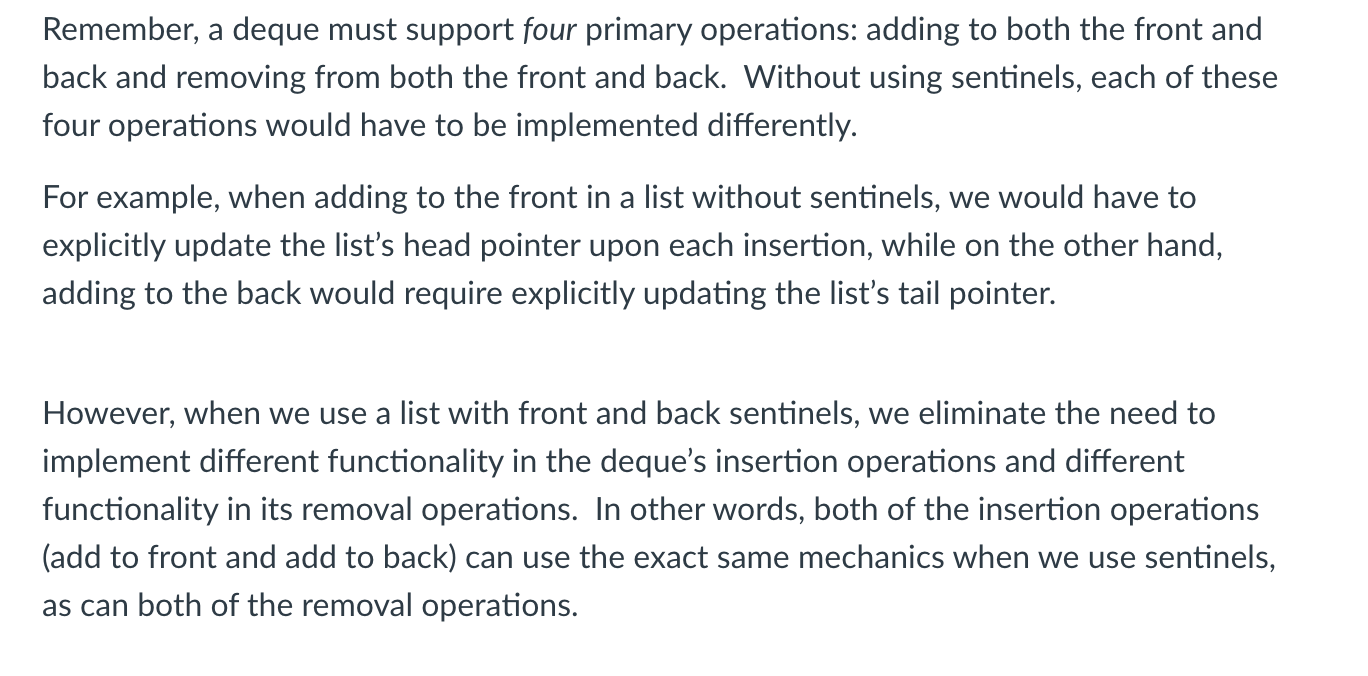 Remember, a deque must support four primary operations: adding to both the front and
back and removing from both the front and back.  Without using sentinels, each of these
four operations would have to be implemented differently.
For example, when adding to the front in a list without sentinels, we would have to
explicitly update the list’s head pointer upon each insertion, while on the other hand,
adding to the back would require explicitly updating the list’s tail pointer.
However, when we use a list with front and back sentinels, we eliminate the need to
implement different functionality in the deque’s insertion operations and different
functionality in its removal operations.  In other words, both of the insertion operations
(add to front and add to back) can use the exact same mechanics when we use sentinels,
as can both of the removal operations.